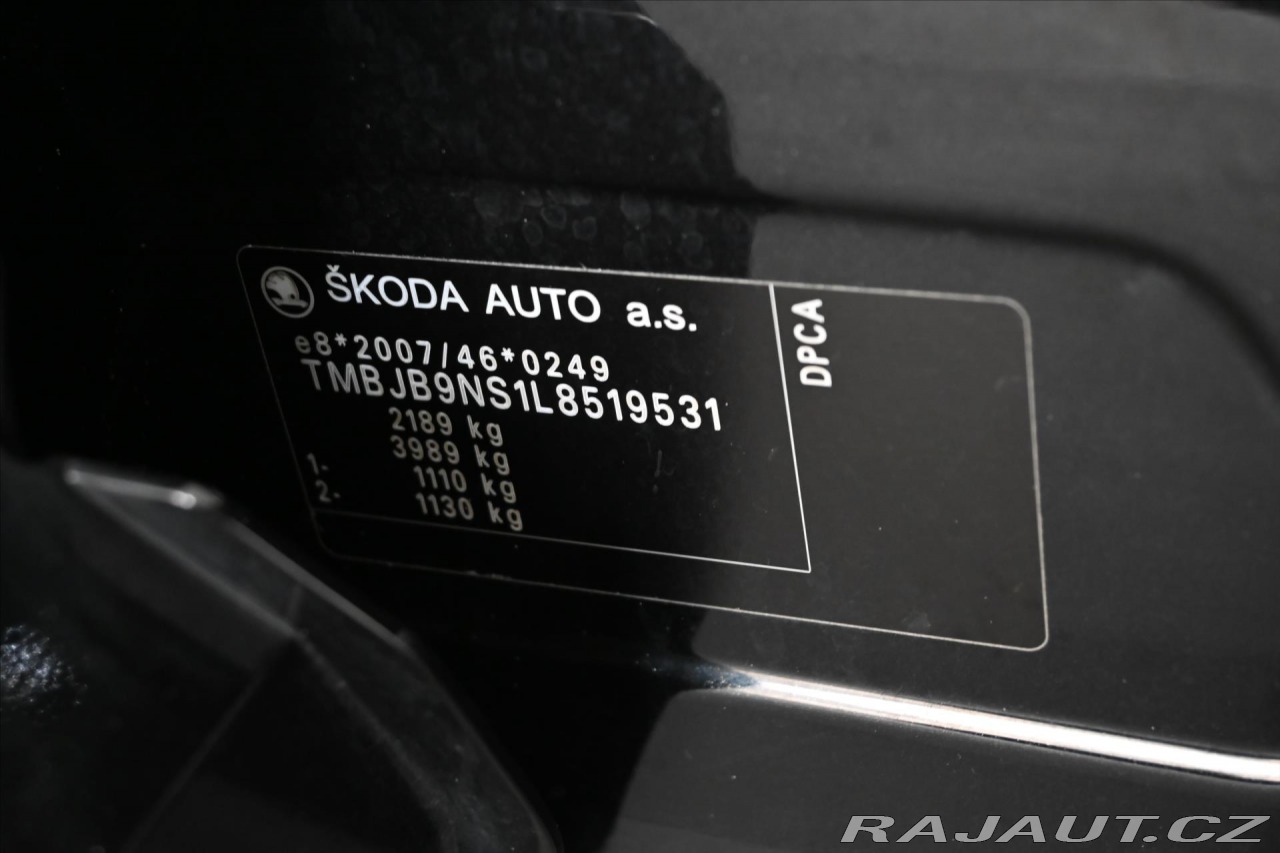 ŠKODA AUTO a.s.
e8*2007/46*0249
TMBJB9NS1L8519531
2189 kg
3989 kg
1- 1110 kg
2- 1130 kg
DPCA
RAJAUT.CZ